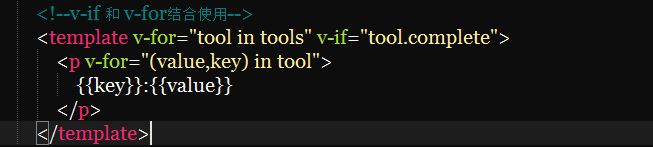 <!--v-if 和 v-for结合使用-->
<template v-for="tool in tools" v-if="tool.complete">
<p v-for="(value,key) in tool">
{{key}}:{{value}}
</p>
</template>